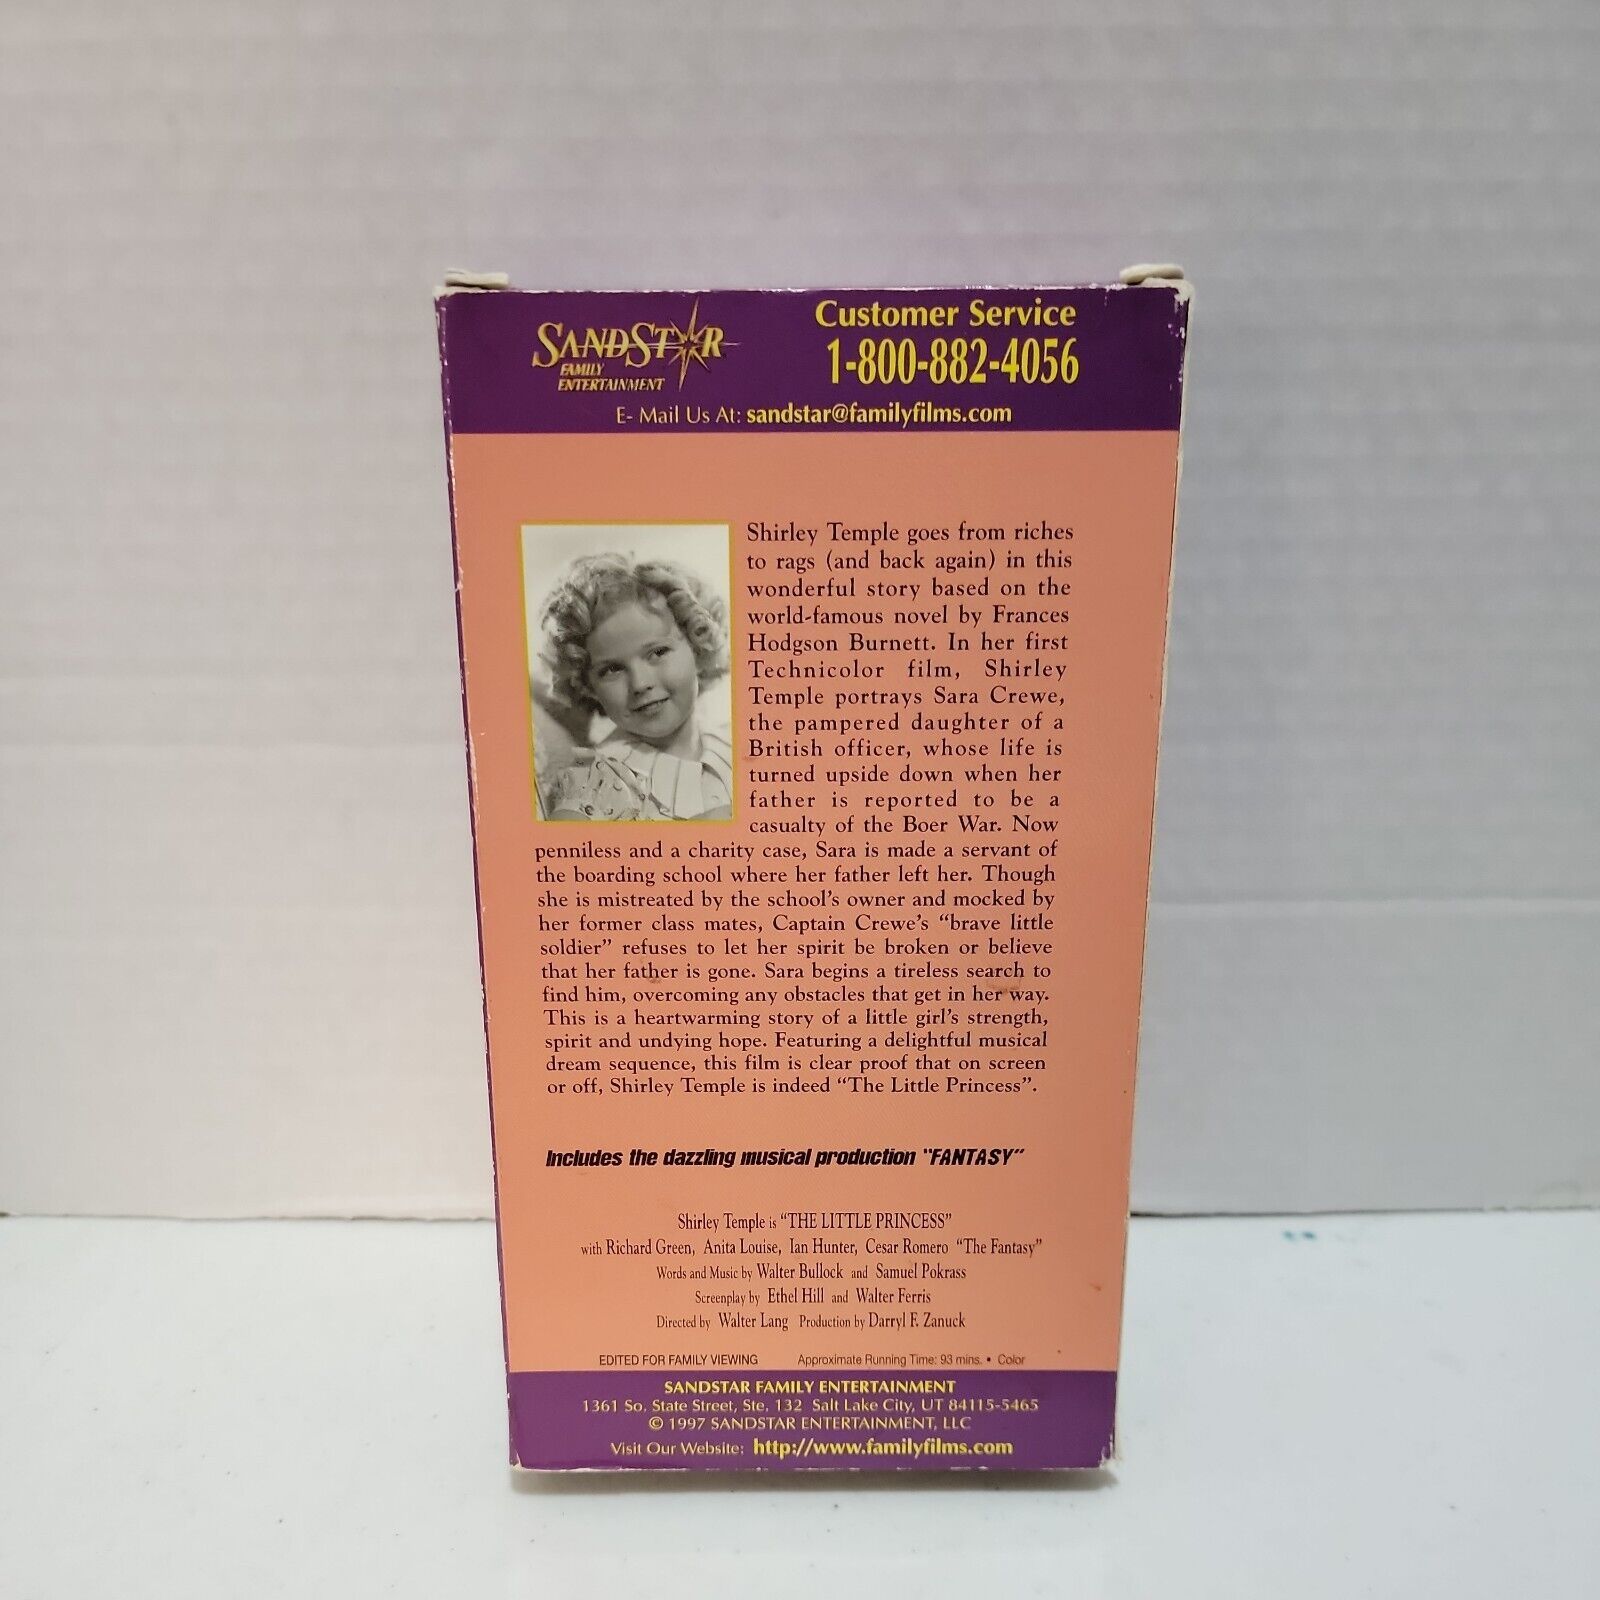 SANDSTAR
FAMILY
ENTERTAINMENT
Customer Service
1-800-882-4056
E- Mail Us At: sandstar@familyfilms.com
Shirley Temple goes from riches
to rags (and back again) in this
wonderful story based on the
world-famous novel by Frances
Hodgson Burnett. In her first
Technicolor film, Shirley
Temple portrays Sara Crewe,
the pampered daughter of a
British officer, whose life is
turned upside down when her
father is reported to be a
casualty of the Boer War. Now
penniless and a charity case, Sara is made a servant of
the boarding school where her father left her. Though
she is mistreated by the school's owner and mocked by
her former class mates, Captain Crewe's "brave little
soldier" refuses to let her spirit be broken or believe
that her father is gone. Sara begins a tireless search to
find him, overcoming any obstacles that get in her way.
This is a heartwarming story of a little girl's strength,
spirit and undying hope. Featuring a delightful musical
dream sequence, this film is clear proof that on screen
or off, Shirley Temple is indeed "The Little Princess".
Includes the dazzling musical production "FANTASY"
Shirley Temple is "THE LITTLE PRINCESS"
with Richard Green, Anita Louise, Ian Hunter, Cesar Romero "The Fantasy"
Words and Music by Walter Bullock and Samuel Pokrass
Screenplay by Ethel Hill and Walter Ferris
Directed by Walter Lang Production by Darryl F. Zanuck
EDITED FOR FAMILY VIEWING Approximate Running Time: 93 mins. • Color
SANDSTAR FAMILY ENTERTAINMENT
1361 So. State Street, Ste. 132 Salt Lake City, UT 84115-5465
© 1997 SANDSTAR ENTERTAINMENT, LLC
Visit Our Website: http://www.familyfilms.com